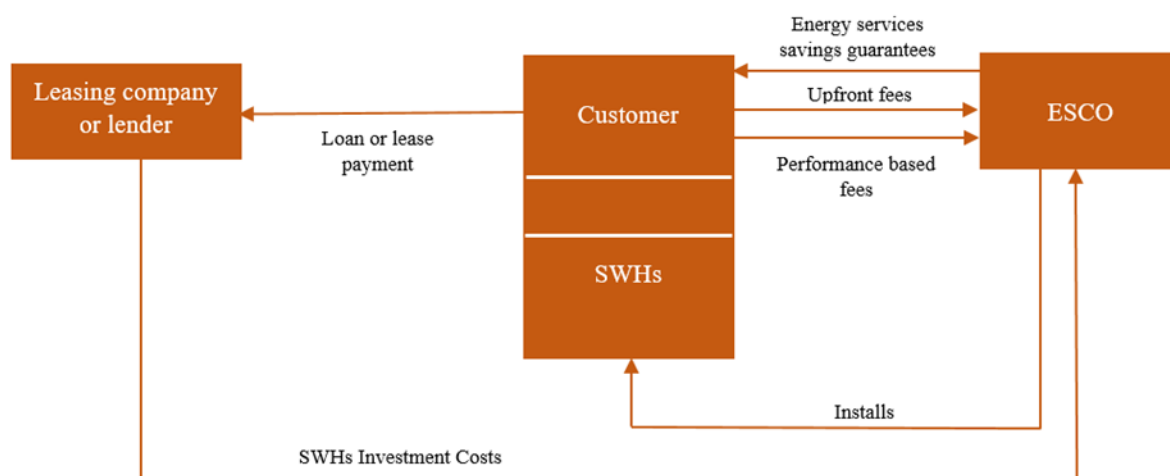 Energy services
savings guarantees
Leasing company
or lender
Customer
Upfront fees
ESCO
Loan or lease
payment
Performance based
fees
SWHs
Installs
SWHs Investment Costs